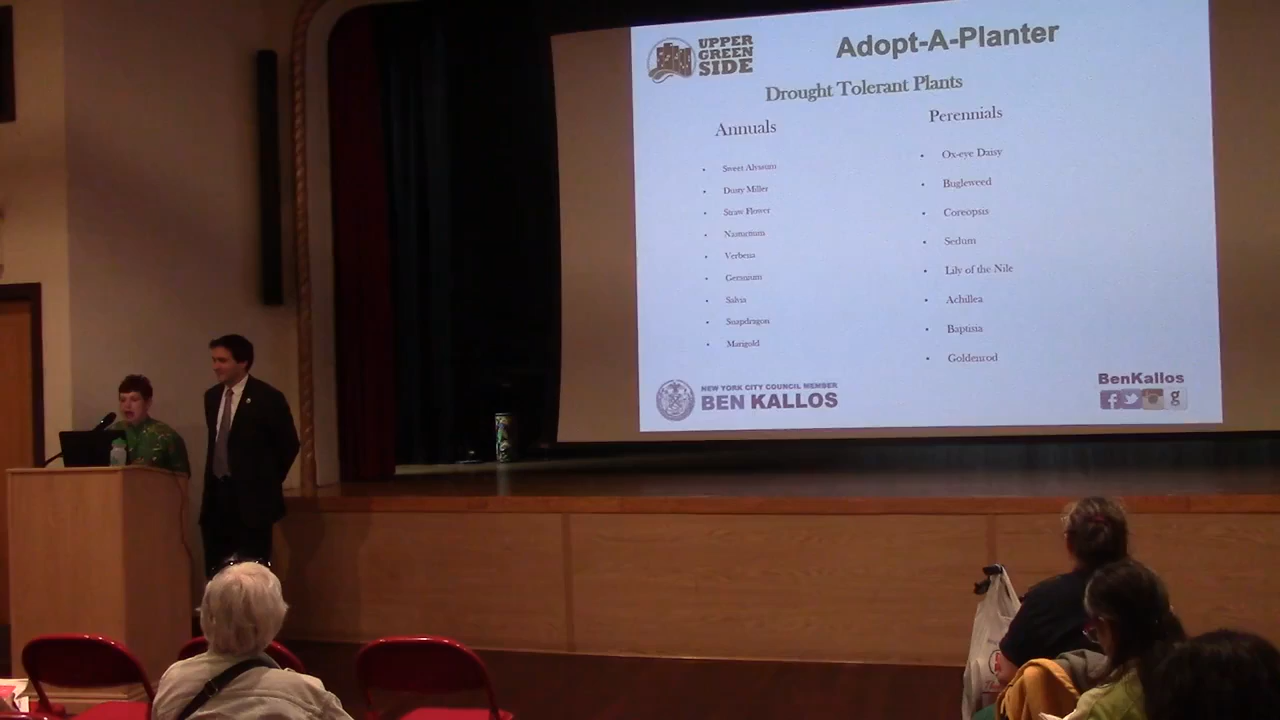 UPPER
GREEN
SIDE
Adopt-A-Planter
Drought Tolerant Plants
Annuals
• Sweet Alyssum
• Dusty Miller
• Straw Flower
• Nasturtium
• Verbena
• Geranium
• Salvia
• Snapdragon
• Marigold
Perennials
• Ox-eye Daisy
• Bugleweed
• Coreopsis
• Sedum
• Lily of the Nile
• Achillea
• Baptisia
• Goldenrod
NEW YORK CITY COUNCIL MEMBER
BEN KALLOS
BenKallos